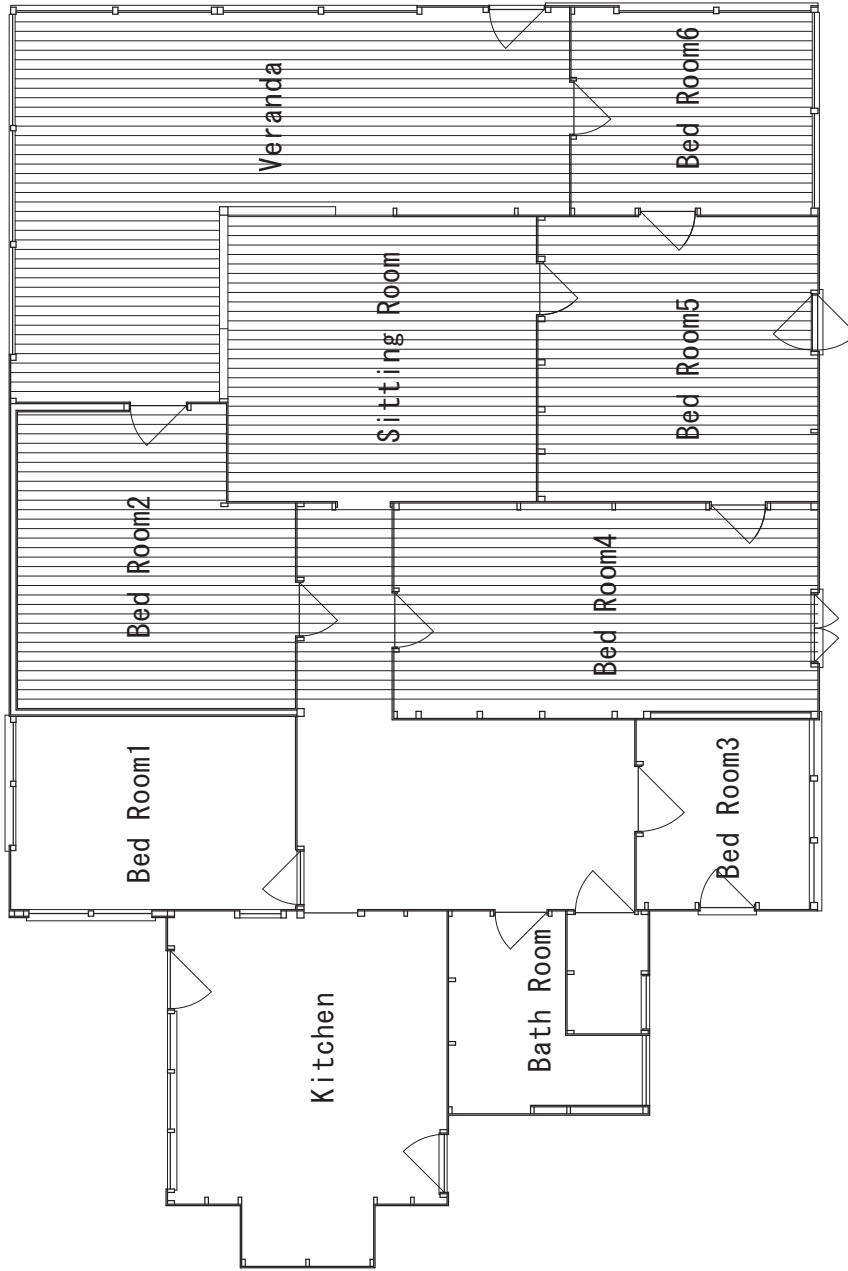 Veranda
Bed Room6
Sitting Room
Bed Room5
Bed Room2
Bed Room4
Bed Room1
Bed Room3
Kitchen
Bath Room